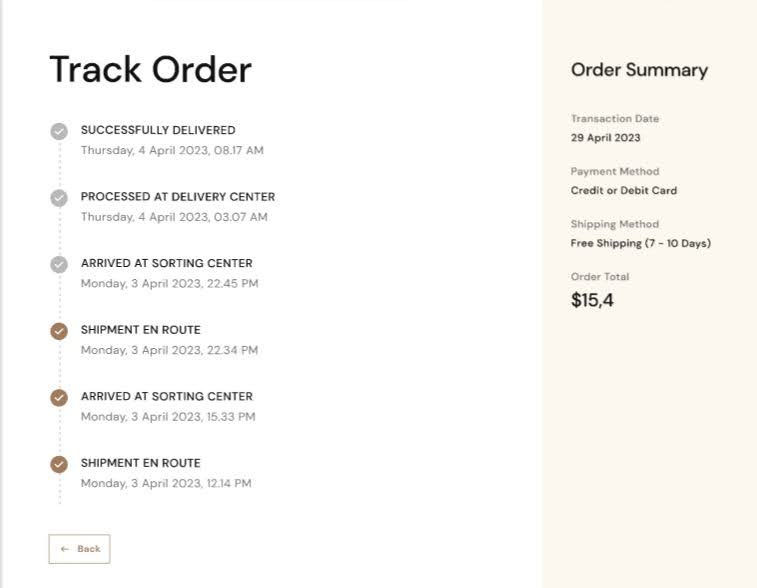 Track Order
SUCCESSFULLY DELIVERED
Thursday, 4 April 2023, 08.17 AM
PROCESSED AT DELIVERY CENTER
Thursday, 4 April 2023, 03.07 AM
ARRIVED AT SORTING CENTER
Monday, 3 April 2023, 22.45 PM
SHIPMENT EN ROUTE
Monday, 3 April 2023, 22.34 PM
ARRIVED AT SORTING CENTER
Monday, 3 April 2023, 15.33 PM
SHIPMENT EN ROUTE
Monday, 3 April 2023, 12.14 PM
← Back
Order Summary
Transaction Date
29 April 2023
Payment Method
Credit or Debit Card
Shipping Method
Free Shipping (7 - 10 Days)
Order Total
$15,4